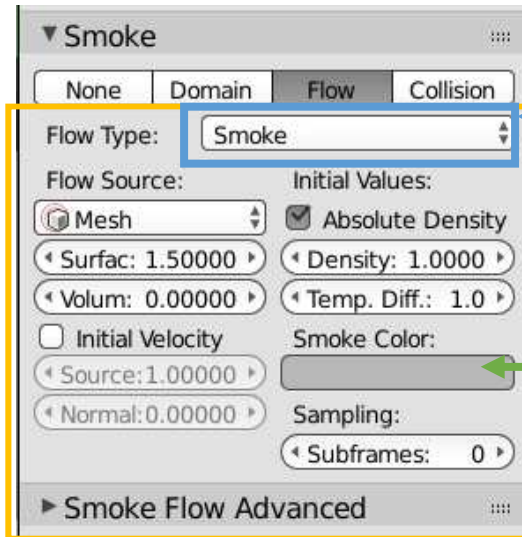 Smoke
None Domain Flow Collision
Flow Type: Smoke
Flow Source: Initial Values:
Mesh Absolute Density
Surfac: 1.50000 Density: 1.0000
Volum: 0.00000 Temp. Diff.: 1.0
Initial Velocity Smoke Color:
Source:1.00000
Normal:0.00000 Sampling:
Subframes: 0
Smoke Flow Advanced